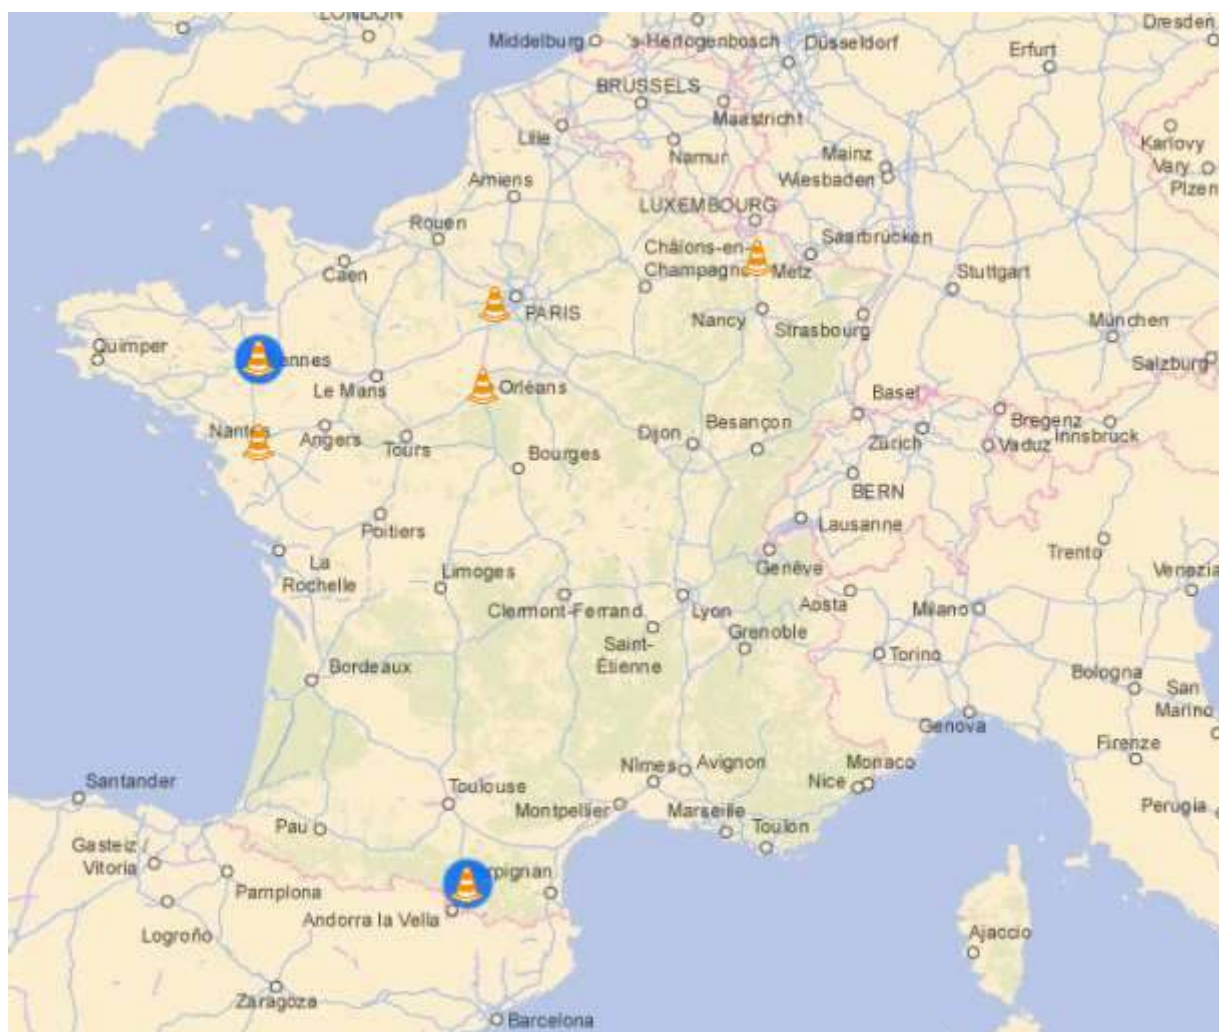 LONDON
Dresden
Middelburg
's-Hertogenbosch
Düsseldorf
Erfurt
BRUSSELS
Maastricht
Lille
Namur
Karlovy
Vary
Plzen
Mainz
Wiesbaden
Amiens
LUXEMBOURG
Rouen
Saarbrücken
Châlons-en-
Champagne
Metz
Caen
Stuttgart
PARIS
Nancy
Strasbourg
München
Quimper
ennes
Salzburg
Le Mans
Orléans
Basel
Bregenz
Nantes
Angers
Tours
Dijon
Besançon
Zürich
Vaduz
Innsbruck
Bourges
BERN
Poitiers
Lausanne
Trento
La
Rochelle
Limoges
Genève
Venezia
Clermont-Ferrand
Lyon
Aosta
Milano
Saint-
Étienne
Grenoble
Torino
Bordeaux
Bologna
San
Marino
Genova
Firenze
Santander
Toulouse
Nîmes
Avignon
Monaco
Nice
Montpellier
Marseille
Perugia
Pau
Toulon
Gasteiz /
Vitoria
Pamplona
rpignan
Andorra la Vella
Logroño
Ajaccio
Zaragoza
Barcelona